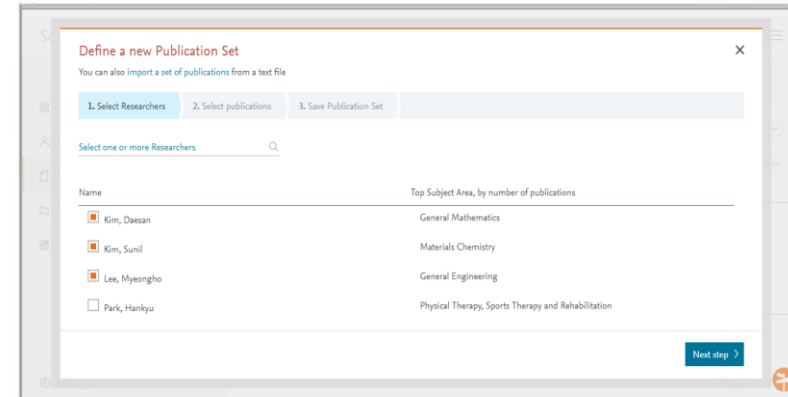 Define a new Publication Set
You can also import a set of publications from a text file
1. Select Researchers 2. Select publications 3. Save Publication Set
Select one or more Researchers
Name Top Subject Area, by number of publications
Kim, Daesan General Mathematics
Kim, Sunil Materials Chemistry
Lee, Myeongho General Engineering
Park, Hankyu Physical Therapy, Sports Therapy and Rehabilitation
Next step